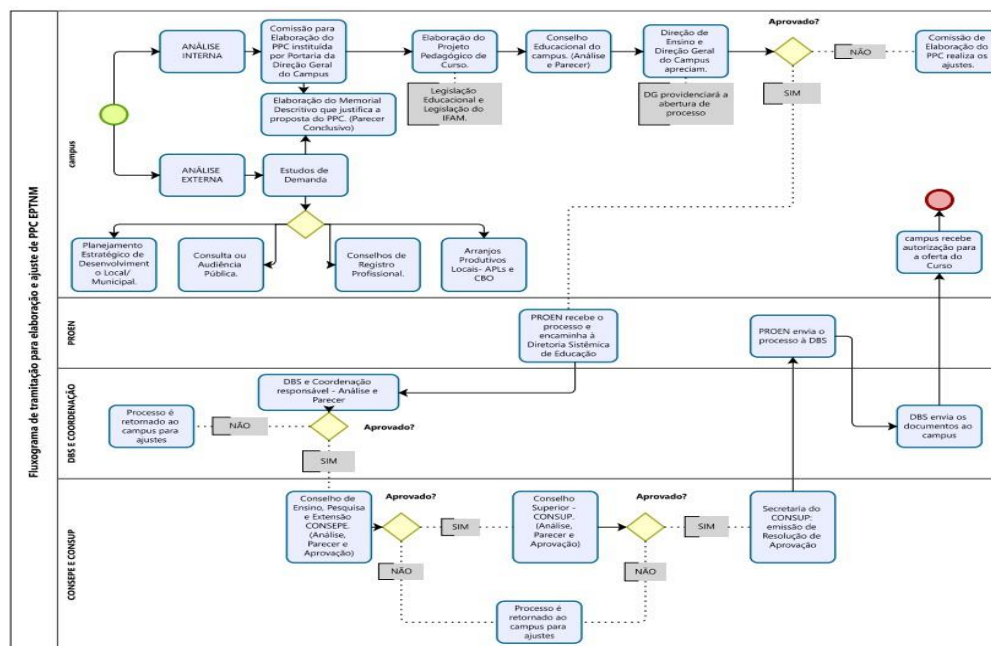 Fluxograma de tramitação para elaboração e ajuste de PPC EPTNM
campus
ANÁLISE
INTERNA
Comissão para
Elaboração do
PPC instituída
por Portaria da
Direção Geral
do Campus
Elaboração do
Projeto
Pedagógico de
Curso.
Conselho
Educacional do
campus. (Análise
e Parecer)
Direção de
Ensino e
Direção Geral
do Campus
apreciam.
Aprovado?
NÃO
Comissão de
Elaboração do
PPC realiza os
ajustes.
SIM
Elaboração do Memorial
Descritivo que justifica a
proposta do PPC. (Parecer
Conclusivo)
Legislação
Educacional e
Legislação do
IFAM.
DG providenciará a
abertura de
processo
ANÁLISE
EXTERNA
Estudos de
Demanda
Planejamento
Estratégico de
Desenvolviment
o Local/
Municipal.
Consulta ou
Audiência
Pública.
Conselhos de
Registro
Profissional.
Arranjos
Produtivos
Locais- APLs e
CBO
campus recebe
autorização para
a oferta do
Curso
PROEN
PROEN recebe o
processo e
encaminha à
Diretoria Sistêmica
de Educação
PROEN envia o
processo à DBS
DBS E COORDENAÇÃO
DBS e Coordenação
responsável - Análise e
Parecer
Processo é
retornado ao
campus para
ajustes
NÃO
Aprovado?
SIM
DBS envia os
documentos ao
campus
CONSEPE E CONSUP
Conselho de
Ensino, Pesquisa
e Extensão
CONSEPE.
(Análise,
Parecer e
Aprovação)
Aprovado?
SIM
NÃO
Conselho
Superior -
CONSUP.
(Análise,
Parecer e
Aprovação)
Aprovado?
SIM
NÃO
Secretaria do
CONSUP:
emissão de
Resolução de
Aprovação
Processo é
retornado ao
campus para
ajustes